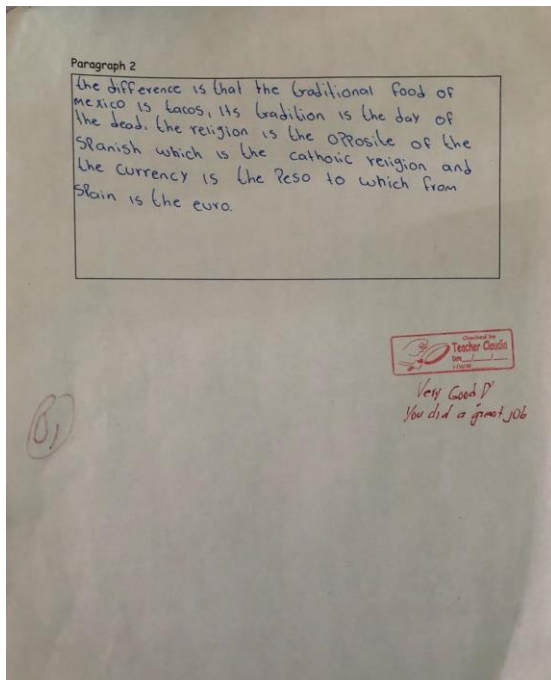 Paragraph 2
the difference is that the traditional food of
mexico is tacos, its tradition is the day of
the dead. the religion is the opposite of the
spanish which is the cathoic religion and
the currency is the Peso to which from
spain is the euro.
Checked by
Teacher Claudia
Date / /
Very Good
You did a great job